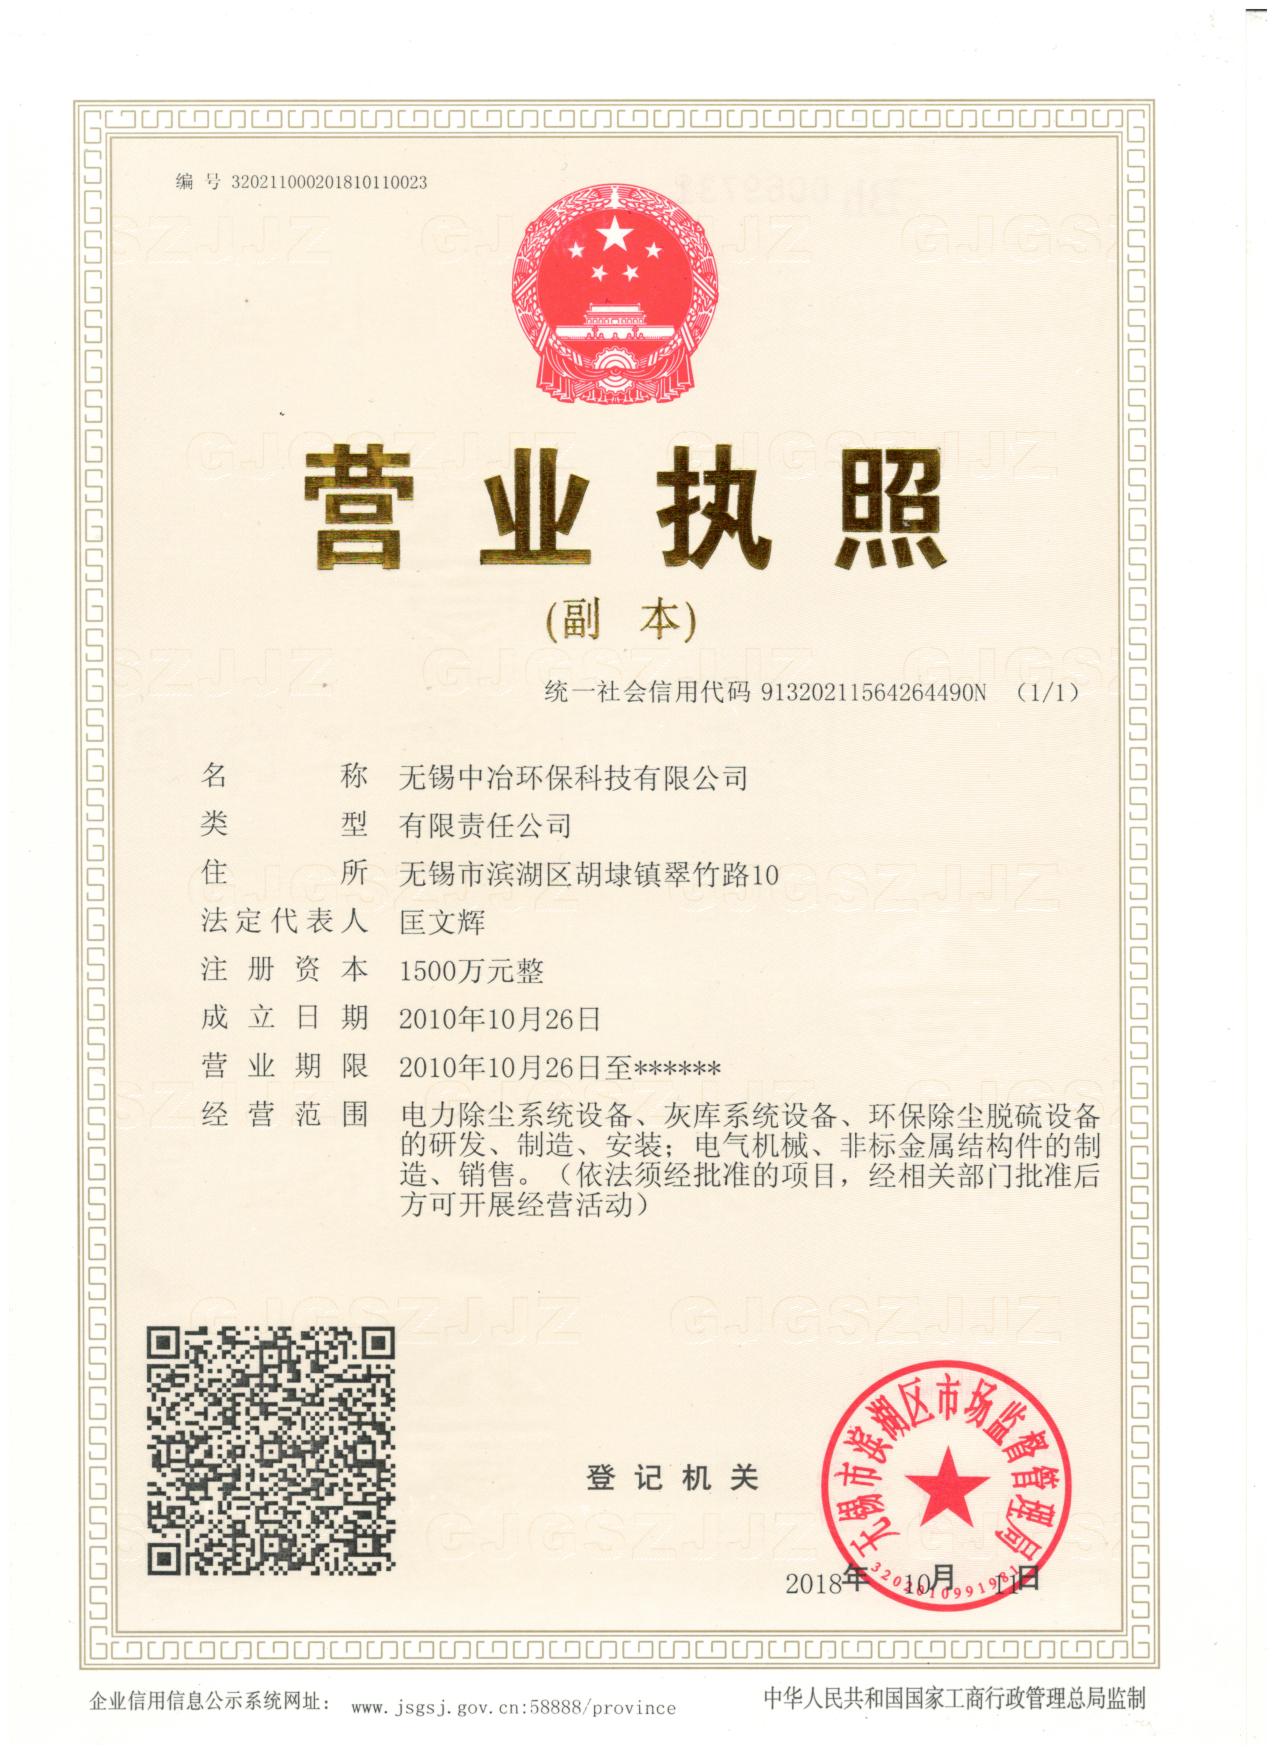 编 号 320211000201810110023
营业执照
(副 本)
统一社会信用代码 91320211564264490N （1/1）
名 称 无锡中冶环保科技有限公司
类 型 有限责任公司
住 所 无锡市滨湖区胡埭镇翠竹路10
法定代表人 匡文辉
注册资本 1500万元整
成立日期 2010年10月26日
营业期限 2010年10月26日至******
经营范围 电力除尘系统设备、灰库系统设备、环保除尘脱硫设备
的研发、制造、安装；电气机械、非标金属结构件的制
造、销售。（依法须经批准的项目，经相关部门批准后
方可开展经营活动）
登记机关
无锡市滨湖区市场监督管理局
3202010991981
2018年 10月 11日
企业信用信息公示系统网址： www.jsgsj.gov.cn:58888/province
中华人民共和国国家工商行政管理总局监制